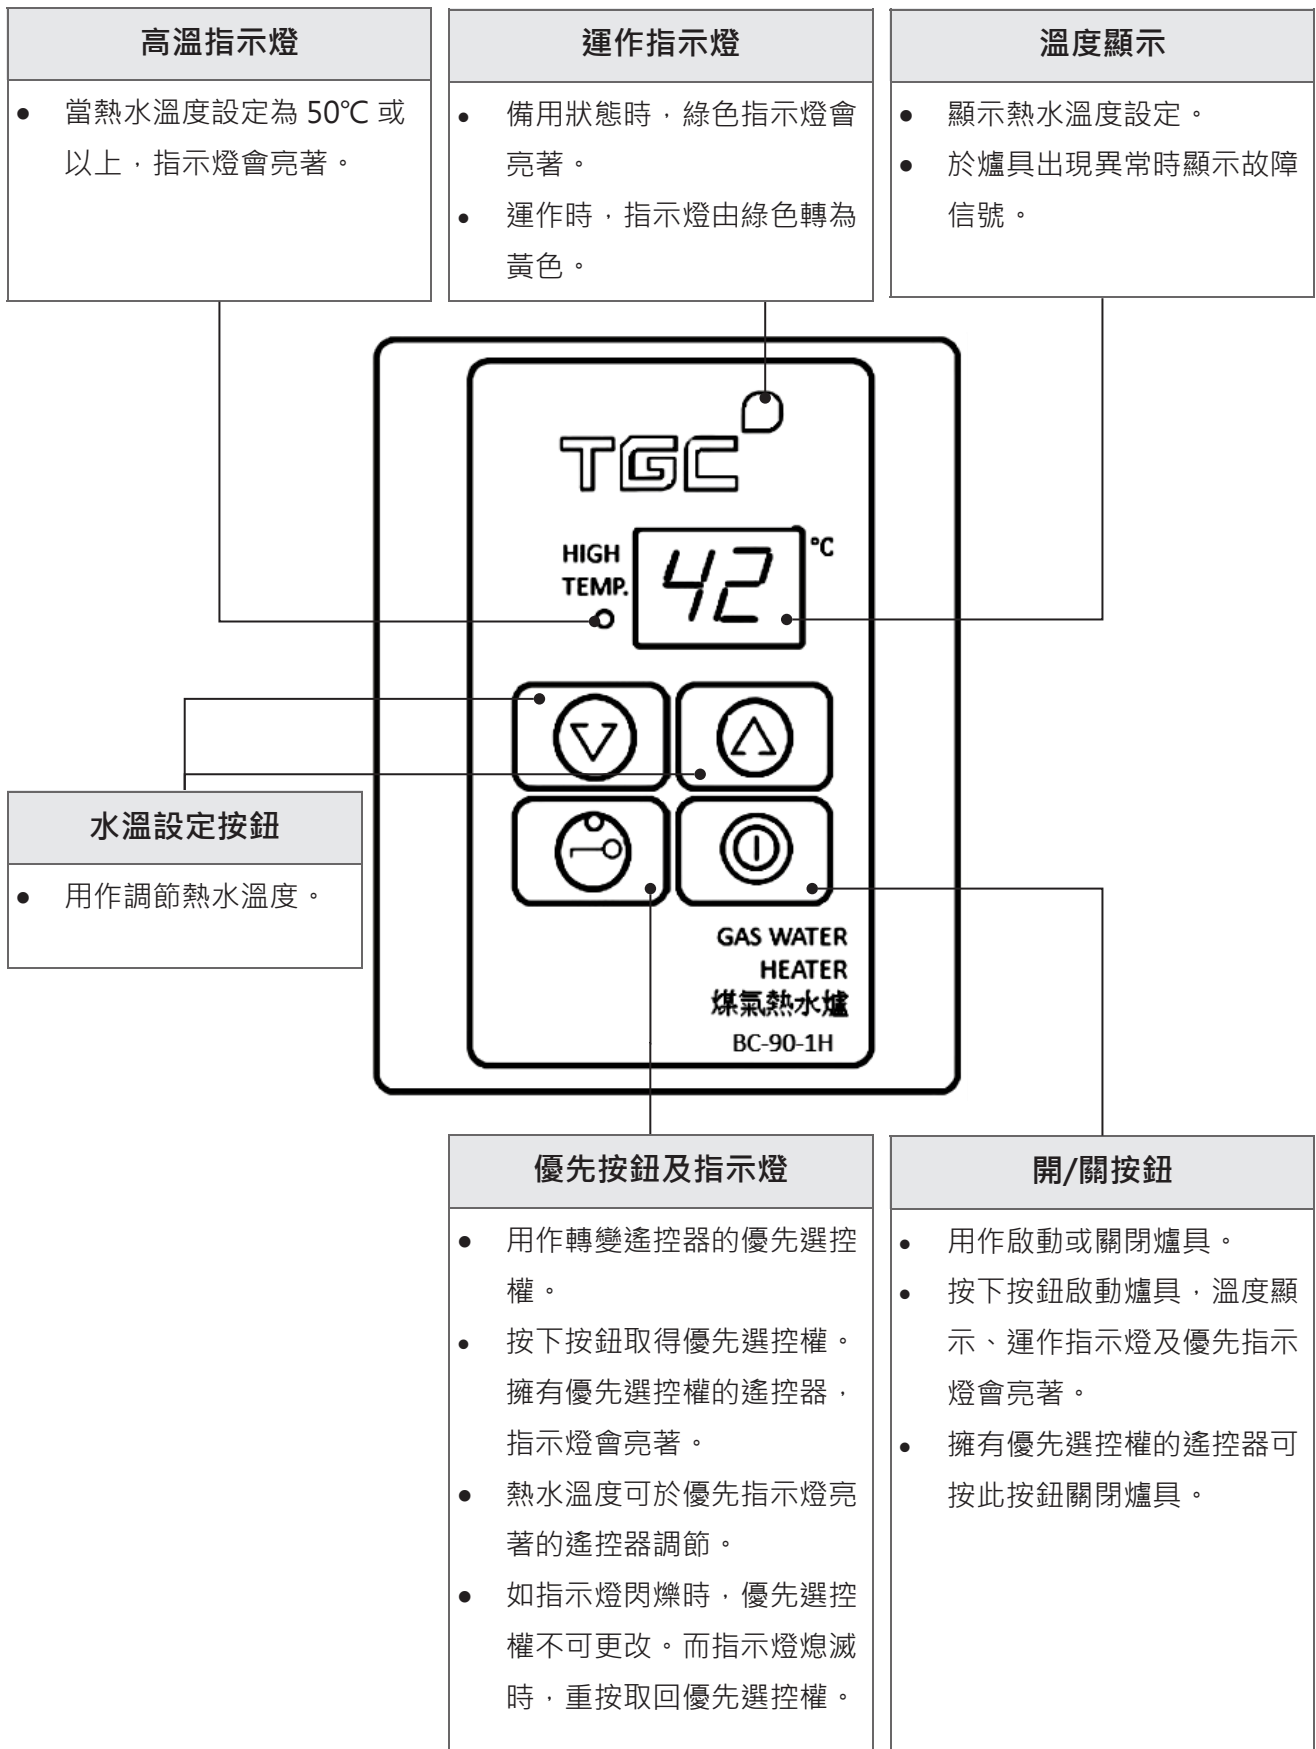 高溫指示燈
● 當熱水溫度設定為 50℃ 或
以上，指示燈會亮著。
運作指示燈
● 備用狀態時，綠色指示燈會
亮著。
● 運作時，指示燈由綠色轉為
黃色。
溫度顯示
● 顯示熱水溫度設定。
● 於爐具出現異常時顯示故障
信號。
TGC
HIGH
TEMP.
42
°C
水溫設定按鈕
● 用作調節熱水溫度。
GAS WATER
HEATER
煤氣熱水爐
BC-90-1H
優先按鈕及指示燈
● 用作轉變遙控器的優先選控
權。
● 按下按鈕取得優先選控權。
擁有優先選控權的遙控器，
指示燈會亮著。
● 熱水溫度可於優先指示燈亮
著的遙控器調節。
● 如指示燈閃爍時，優先選控
權不可更改。而指示燈熄滅
時，重按取回優先選控權。
開/關按鈕
● 用作啟動或關閉爐具。
● 按下按鈕啟動爐具，溫度顯
示、運作指示燈及優先指示
燈會亮著。
● 擁有優先選控權的遙控器可
按此按鈕關閉爐具。